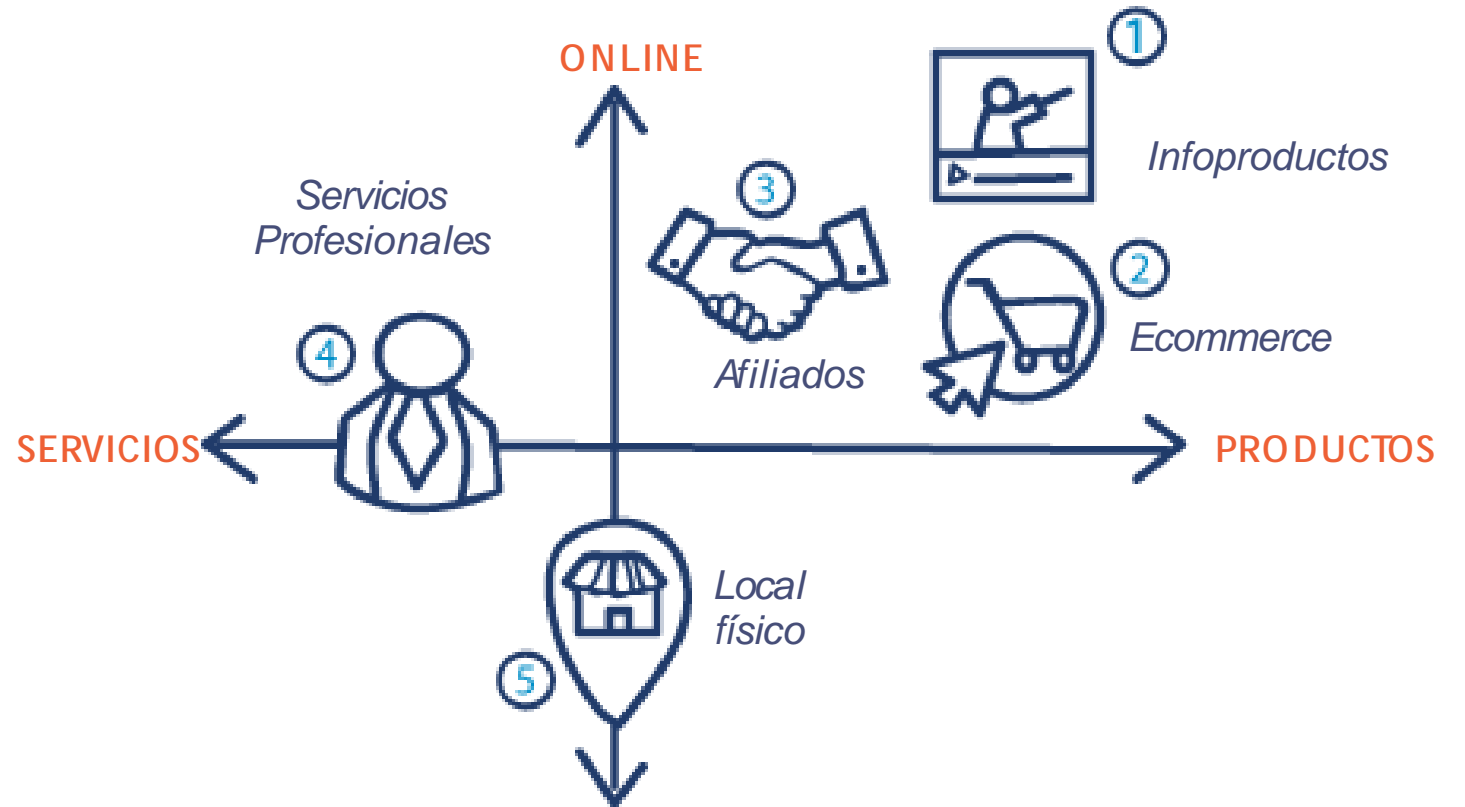 ONLINE
1
Infoproductos
3
Servicios
Profesionales
2
Ecommerce
4
Afiliados
SERVICIOS
PRODUCTOS
Local
físico
5